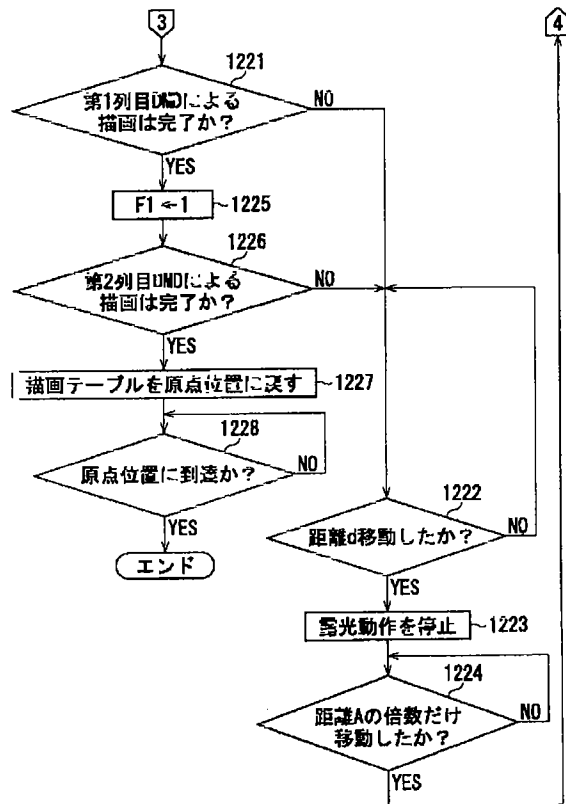 3
4
1221
第1列目DMDによる
描画は完了か？
NO
YES
F1←1
1225
1226
第2列目DMDによる
描画は完了か？
NO
YES
描画テーブルを原点位置に戻す
1227
1228
原点位置に到達か？
NO
YES
エンド
1222
距離d移動したか？
NO
YES
露光動作を停止
1223
1224
距離Aの倍数だけ
移動したか？
NO
YES